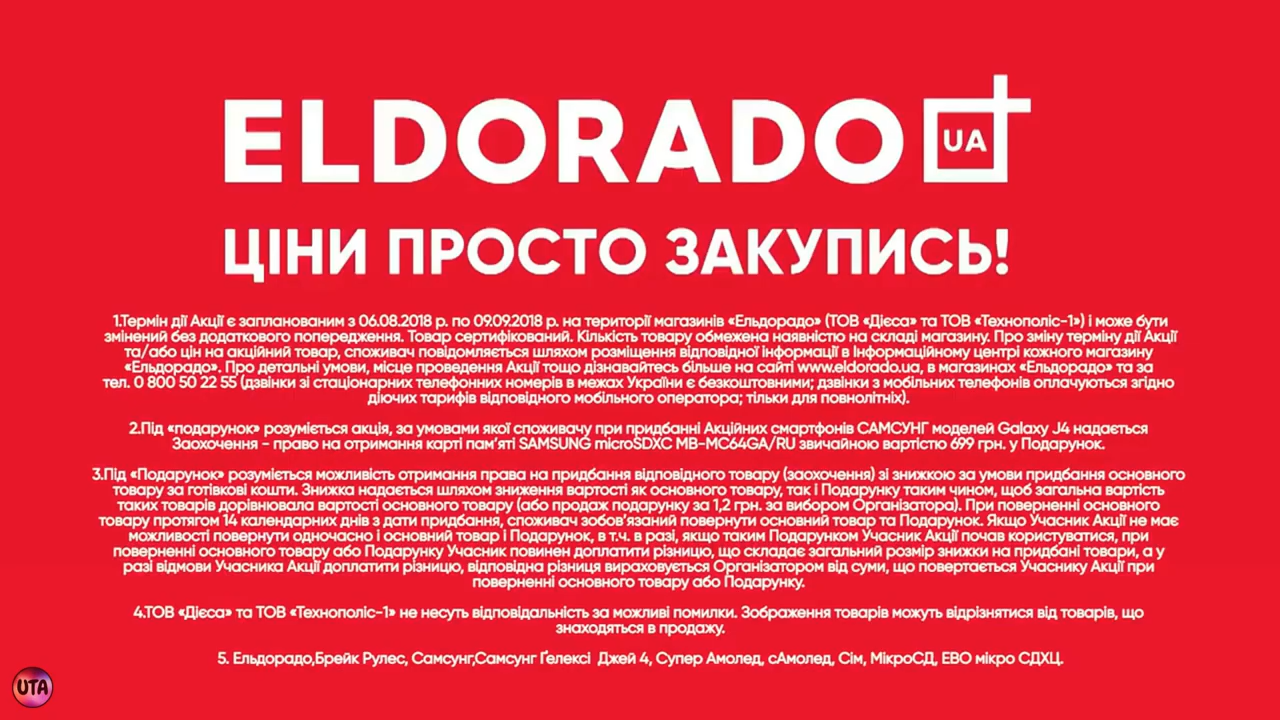 ELDORADO UA
ЦІНИ ПРОСТО ЗАКУПИСЬ!
1.Термін дії Акції є запланованим з 06.08.2018 р. по 09.09.2018 р. на території магазинів «Ельдорадо» (ТОВ «Дієса» та ТОВ «Технополіс-1») і може бути
змінений без додаткового попередження. Товар сертифікований. Кількість товару обмежена наявністю на складі магазину. Про зміну терміну дії Акції
та/або цін на акційний товар, споживач повідомляється шляхом розміщення відповідної інформації в Інформаційному центрі кожного магазину
«Ельдорадо». Про детальні умови, місце проведення Акції тощо дізнавайтесь більше на сайті www.eldorado.ua, в магазинах «Ельдорадо» та за
тел. 0 800 50 22 55 (дзвінки зі стаціонарних телефонних номерів в межах України є безкоштовними; дзвінки з мобільних телефонів оплачуються згідно
діючих тарифів відповідного мобільного оператора; тільки для повнолітніх).
2.Під «подарунок» розуміється акція, за умовами якої споживачу при придбанні Акційних смартфонів САМСУНГ моделей Galaxy J4 надається
Заохочення - право на отримання карті пам'яті SAMSUNG microSDXC MB-MC64GA/RU звичайною вартістю 699 грн. у Подарунок.
3.Під «Подарунок» розуміється можливість отримання права на придбання відповідного товару (заохочення) зі знижкою за умови придбання основного
товару за готівкові кошти. Знижка надається шляхом зниження вартості як основного товару, так і Подарунку таким чином, щоб загальна вартість
таких товарів дорівнювала вартості основного товару (або продаж подарунку за 1,2 грн. за вибором Організатора). При поверненні основного
товару протягом 14 календарних днів з дати придбання, споживач зобов'язаний повернути основний товар та Подарунок. Якщо Учасник Акції не має
можливості повернути одночасно і основний товар і Подарунок, в т.ч. в разі, якщо таким Подарунком Учасник Акції почав користуватися, при
поверненні основного товару або Подарунку Учасник повинен доплатити різницю, що складає загальний розмір знижки на придбані товари, а у
разі відмови Учасника Акції доплатити різницю, відповідна різниця вираховується Організатором від суми, що повертається Учаснику Акції при
поверненні основного товару або Подарунку.
4.ТОВ «Дієса» та ТОВ «Технополіс-1» не несуть відповідальність за можливі помилки. Зображення товарів можуть відрізнятися від товарів, що
знаходяться в продажу.
5. Ельдорадо,Брейк Рулес, Самсунг,Самсунг Ґелексі Джей 4, Супер Амолед, сАмолед, Сім, МікроСД, ЕВО мікро СДХЦ.
UTA